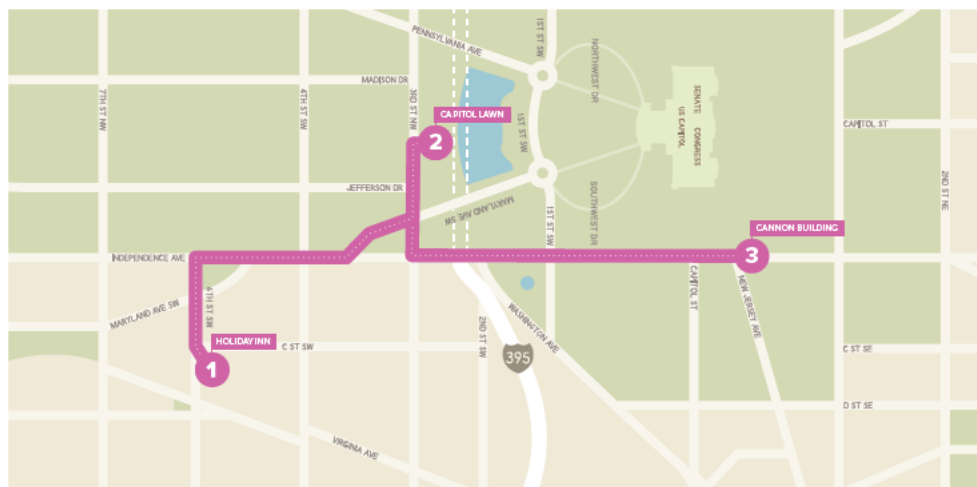 PENNSYLVANIA AVE
1ST ST SW
NORTHWEST DR
MADISON DR
7TH ST NW
4TH ST SW
3RD ST NW
CAPITOL LAWN
2
1ST ST SW
SENATE CONGRESS
US CAPITOL
CAPITOL ST
2ND ST NE
JEFFERSON DR
MARYLAND AVE SW
SOUTHWEST DR
1ST ST SW
CANNON BUILDING
3
INDEPENDENCE AVE
MARYLAND AVE SW
6TH ST SW
CAPITOL ST
NEW JERSEY AVE
HOLIDAY INN
1
C ST SW
2ND ST SW
WASHINGTON AVE
395
C ST SE
D ST SE
VIRGINIA AVE